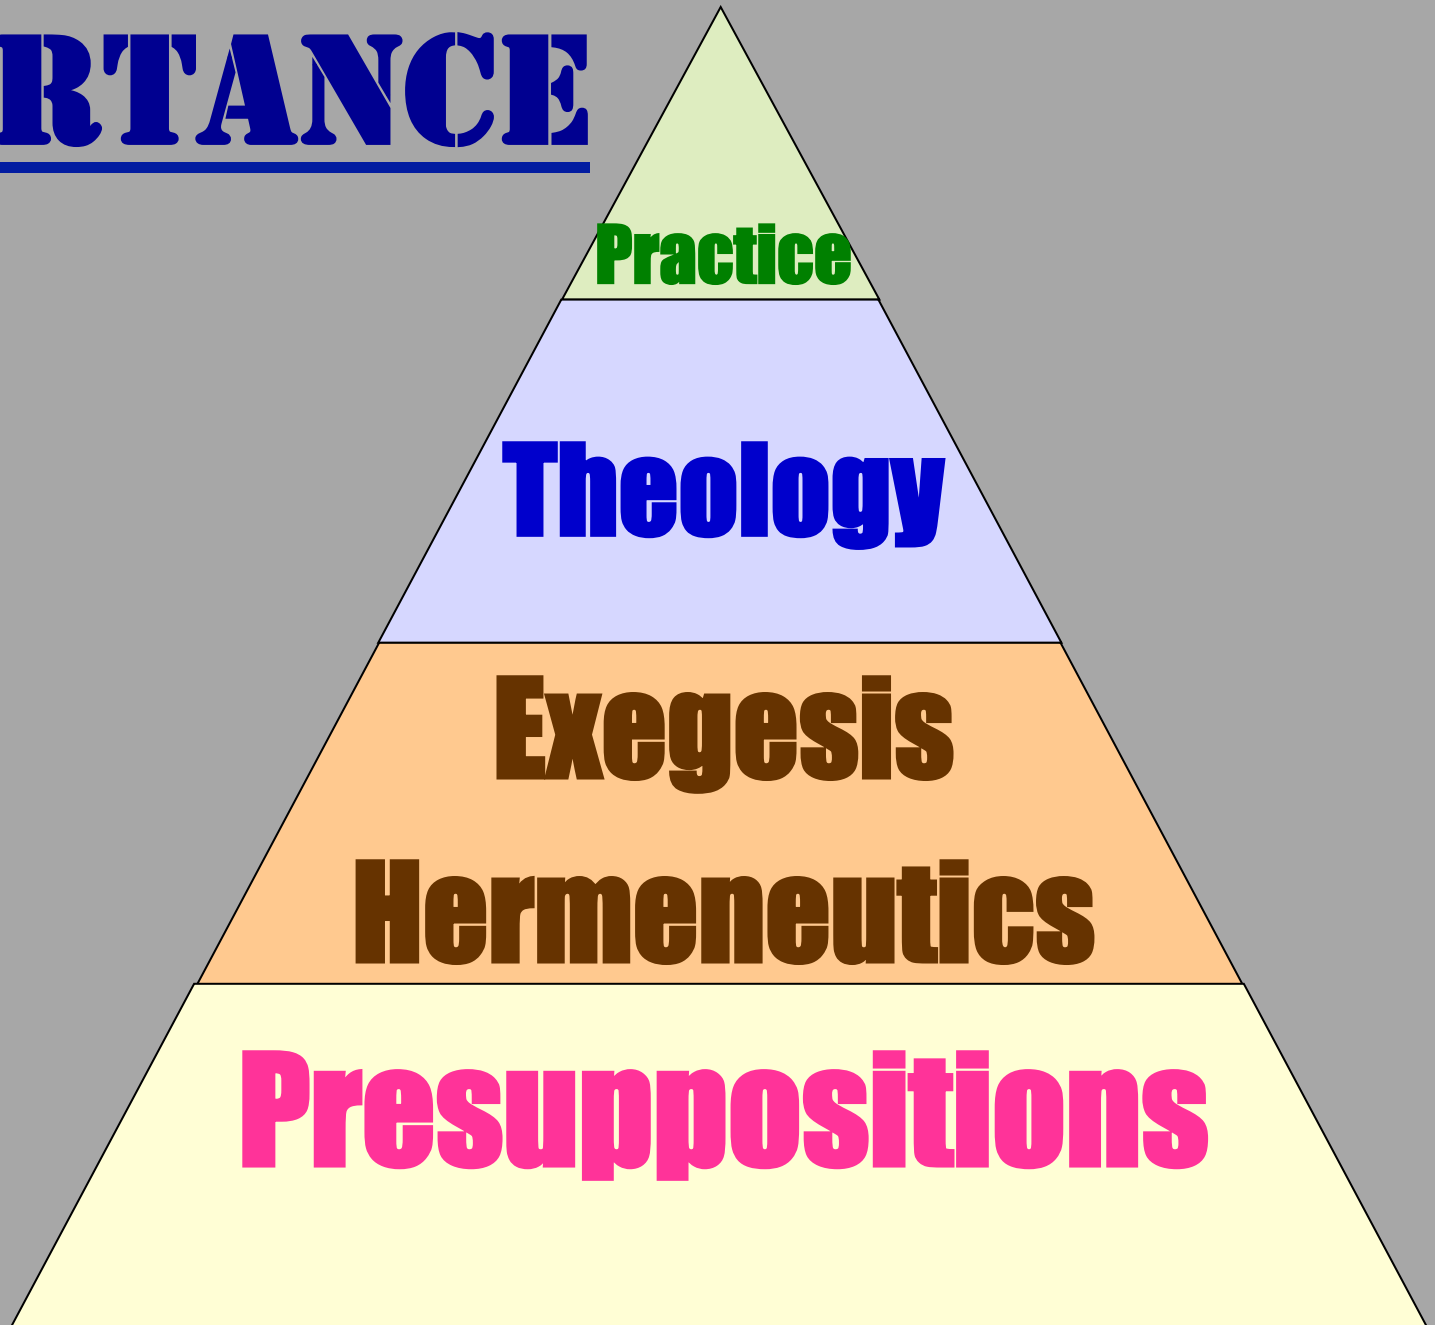 RTANCE
Practice
Theology
Exegesis
Hermeneutics
Presuppositions